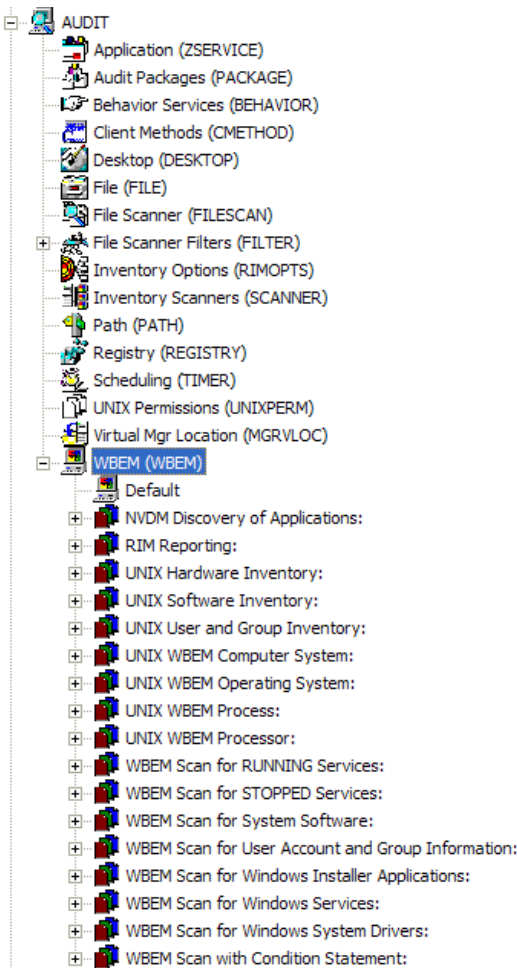 AUDIT
Application (ZSERVICE)
Audit Packages (PACKAGE)
Behavior Services (BEHAVIOR)
Client Methods (CMETHOD)
Desktop (DESKTOP)
File (FILE)
File Scanner (FILESCAN)
File Scanner Filters (FILTER)
Inventory Options (RIMOPTS)
Inventory Scanners (SCANNER)
Path (PATH)
Registry (REGISTRY)
Scheduling (TIMER)
UNIX Permissions (UNIXPERM)
Virtual Mgr Location (MGRVLOC)
WBEM (WBEM)
Default
NVDM Discovery of Applications:
RIM Reporting:
UNIX Hardware Inventory:
UNIX Software Inventory:
UNIX User and Group Inventory:
UNIX WBEM Computer System:
UNIX WBEM Operating System:
UNIX WBEM Process:
UNIX WBEM Processor:
WBEM Scan for RUNNING Services:
WBEM Scan for STOPPED Services:
WBEM Scan for System Software:
WBEM Scan for User Account and Group Information:
WBEM Scan for Windows Installer Applications:
WBEM Scan for Windows Services:
WBEM Scan for Windows System Drivers:
WBEM Scan with Condition Statement: